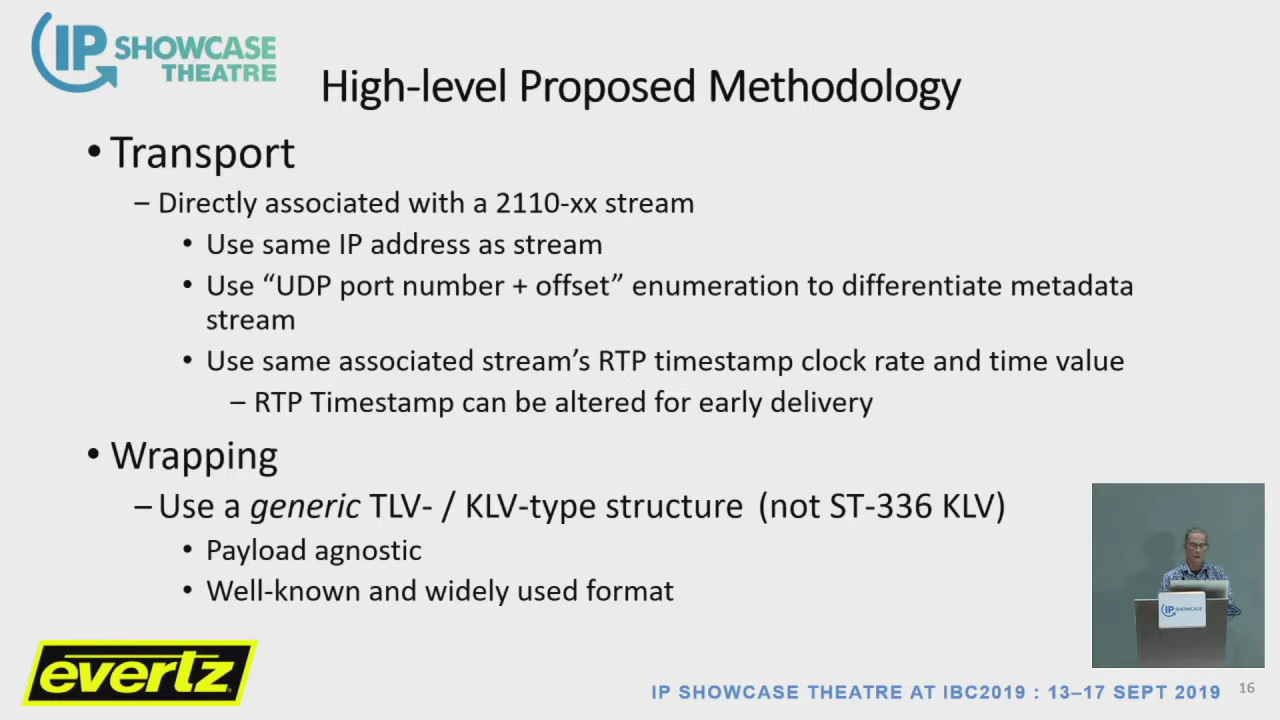 IP SHOWCASE
THEATRE
High-level Proposed Methodology
• Transport
– Directly associated with a 2110-xx stream
• Use same IP address as stream
• Use “UDP port number + offset” enumeration to differentiate metadata
stream
• Use same associated stream’s RTP timestamp clock rate and time value
– RTP Timestamp can be altered for early delivery
• Wrapping
– Use a generic TLV- / KLV-type structure (not ST-336 KLV)
• Payload agnostic
• Well-known and widely used format
IP SHOWCASE
evertz
IP SHOWCASE THEATRE AT IBC2019 : 13–17 SEPT 2019 16